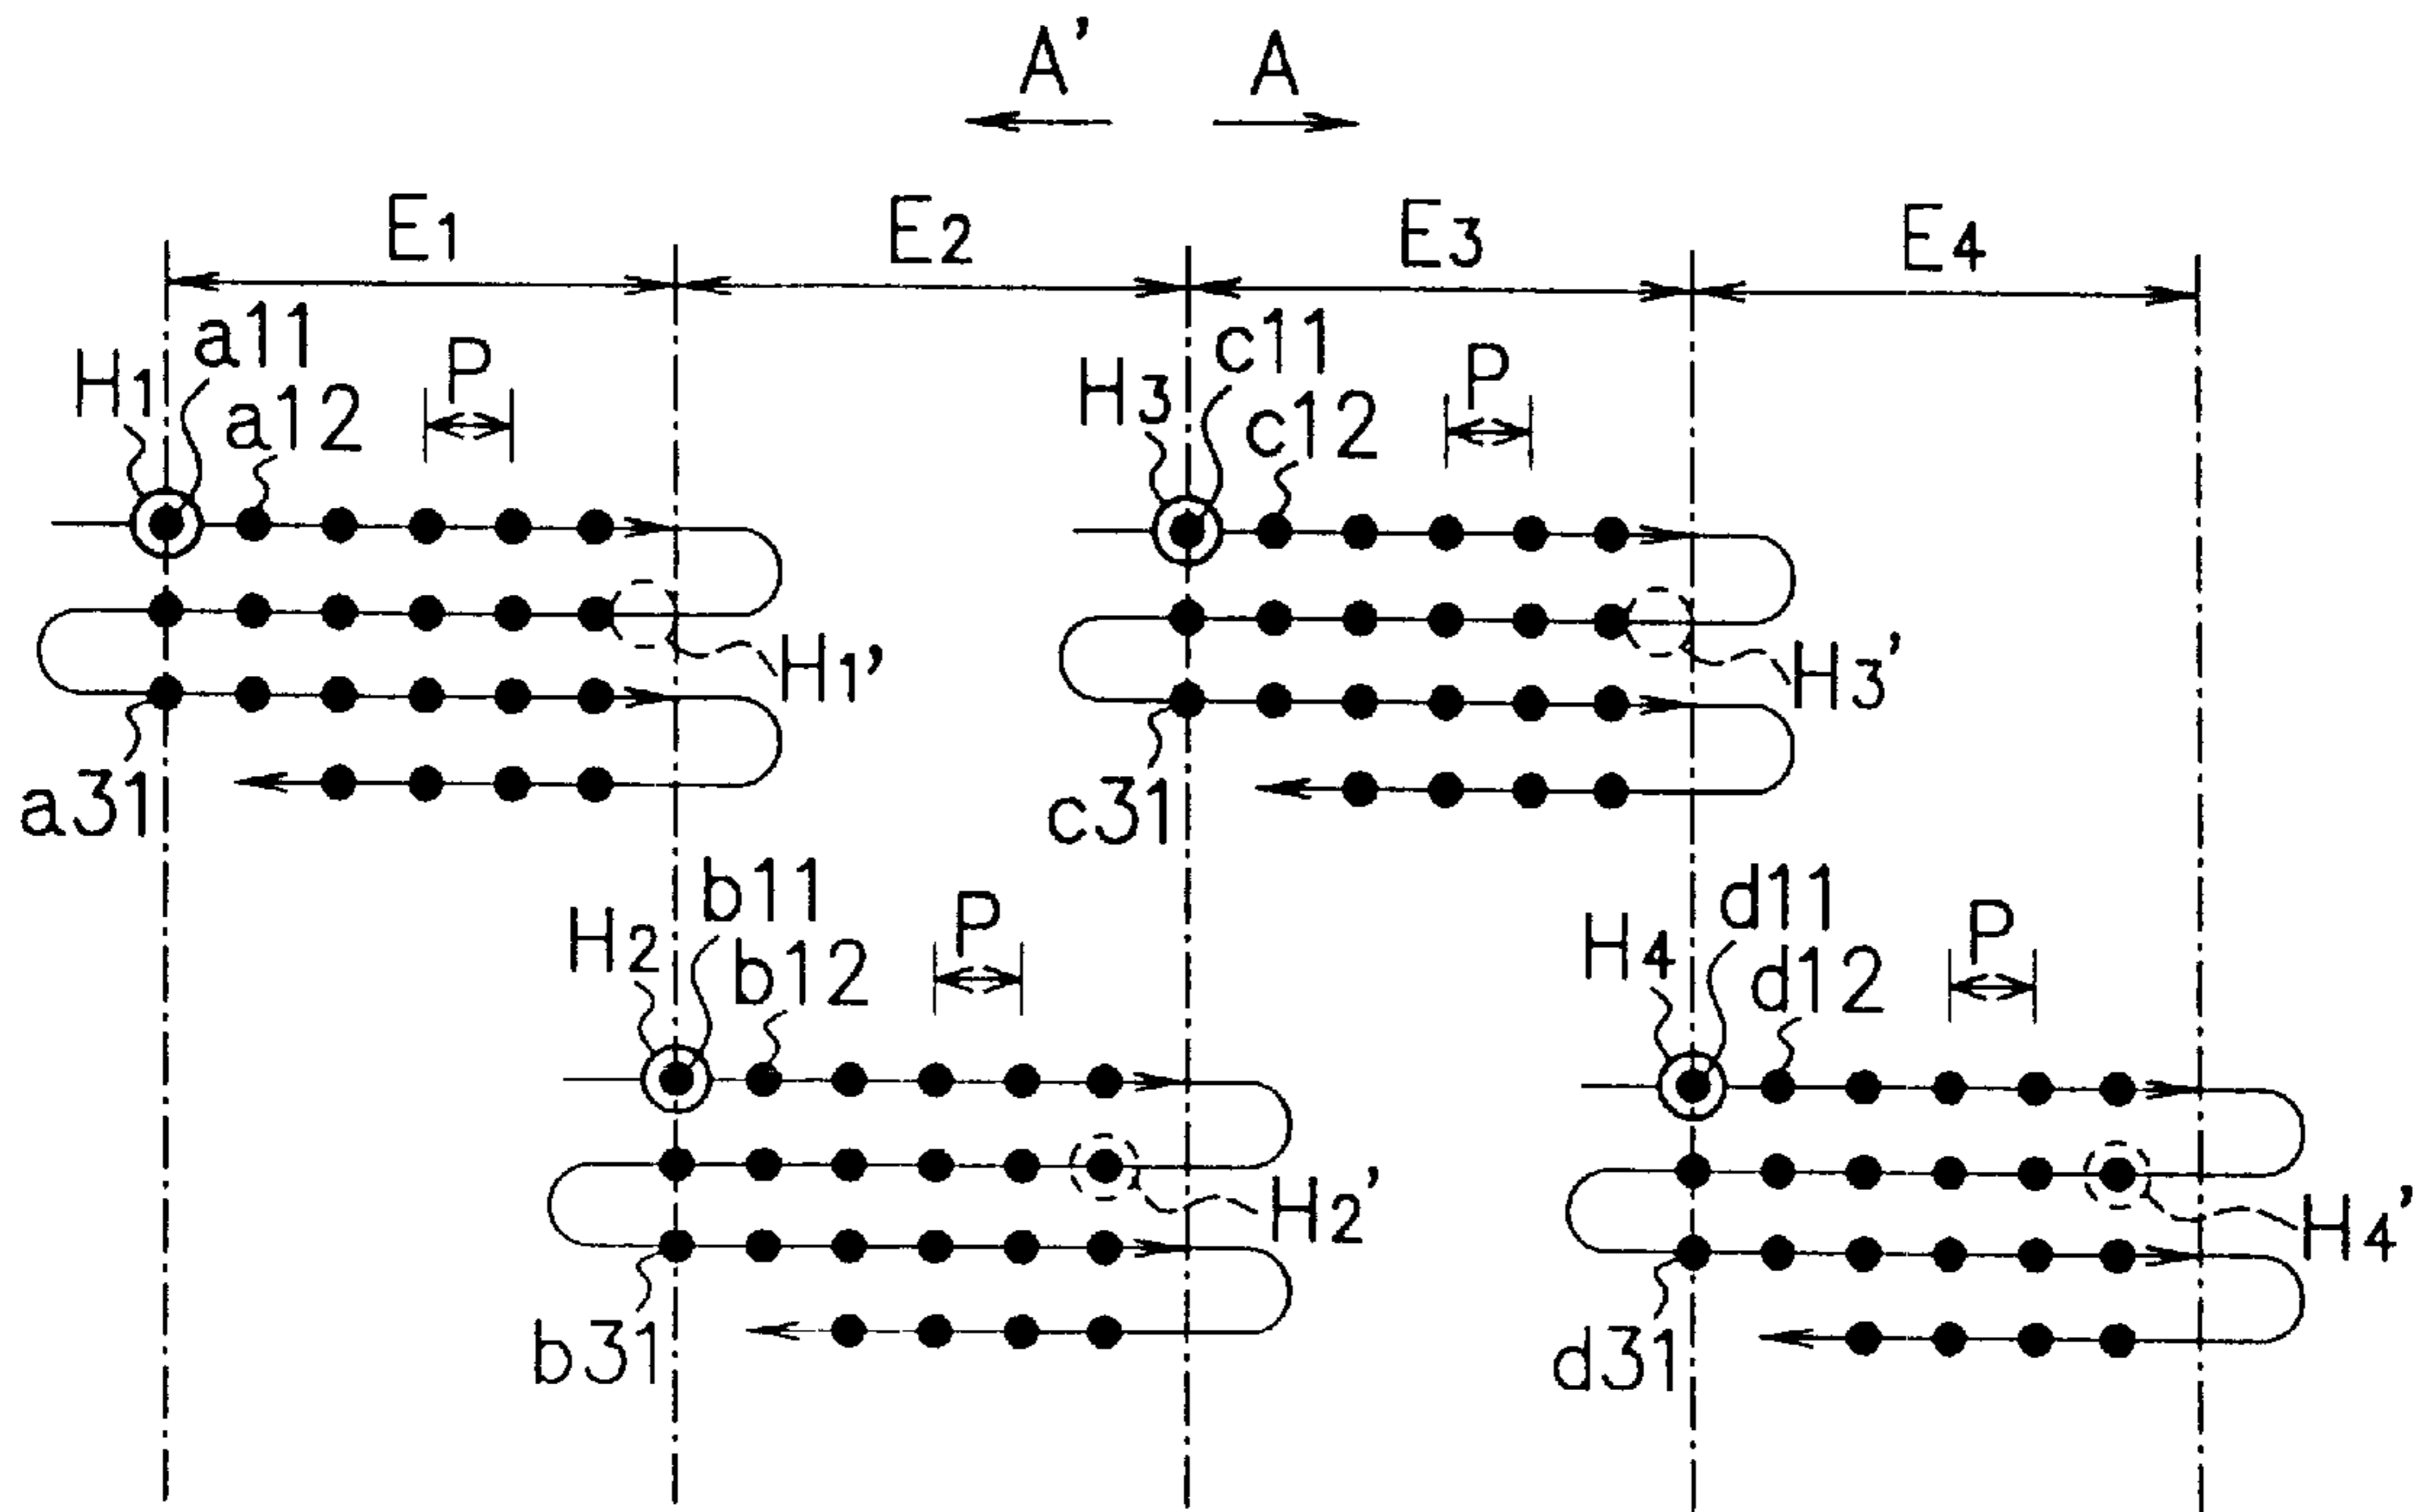 A' A
E1 E2 E3 E4
H1 a11 P H3 c11 P
a12 c12
H1' H3'
a31 c31
H2 b11 P H4 d11 P
b12 d12
H2' H4'
b31 d31